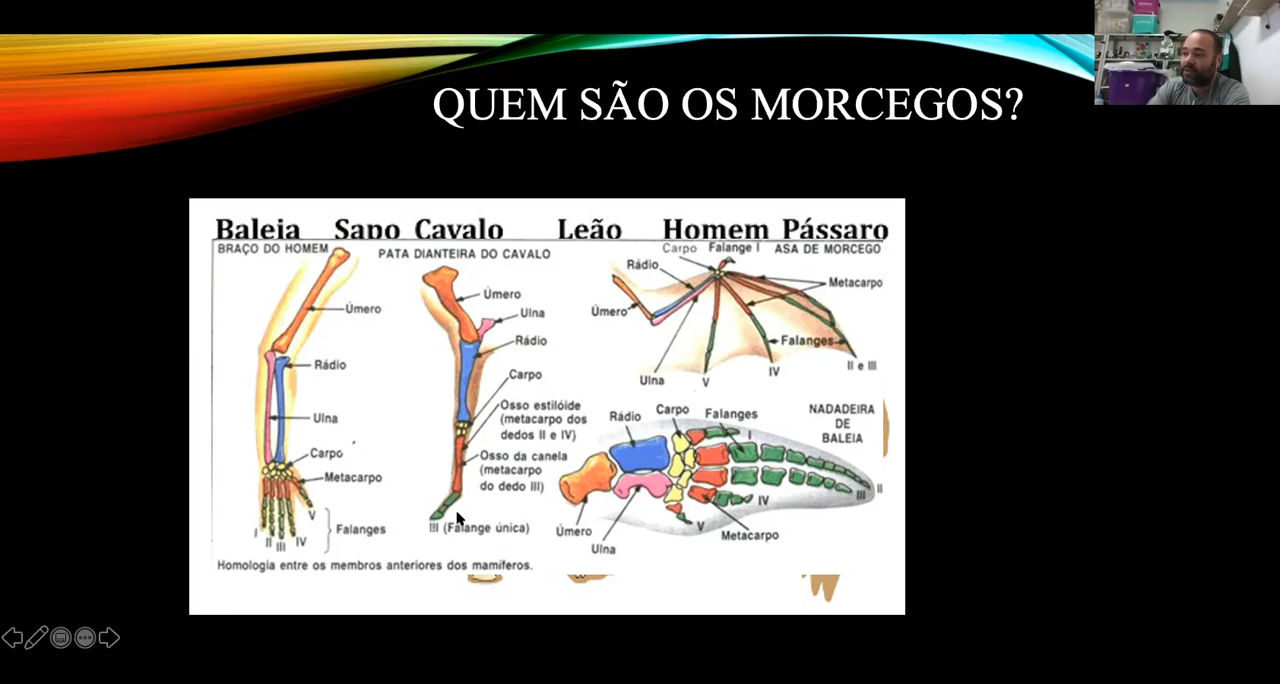 QUEM SÃO OS MORCEGOS?
Baleia Sapo Cavalo Leão Homem Pássaro
BRAÇO DO HOMEM
Úmero
Rádio
Ulna
Carpo
Metacarpo
V
I II III IV
Falanges
PATA DIANTEIRA DO CAVALO
Úmero
Ulna
Rádio
Carpo
Osso estilóide
(metacarpo dos
dedos II e IV)
Osso da canela
(metacarpo
do dedo III)
III (Falange única)
Carpo Falange I ASA DE MORCEGO
Rádio
Metacarpo
Úmero
Falanges
Ulna V IV II e III
NADADEIRA
DE
BALEIA
Rádio Carpo Falanges
I
II
III
IV
V
Úmero
Ulna
Metacarpo
Homologia entre os membros anteriores dos mamíferos.